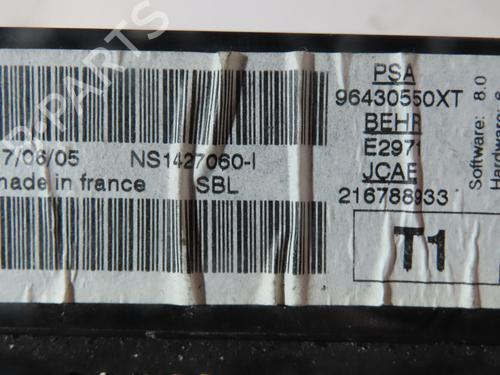 PSA
96430550XT
BEHR
E2971
JCAE
216788933
T1
7/06/05 NS1427060-I
made in france SBL
Software: 8.0